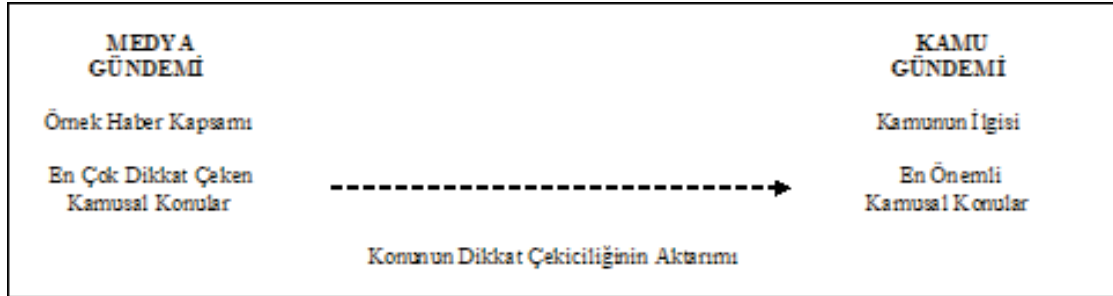 MEDYA
GÜNDEMİ
KAMU
GÜNDEMİ
Örnek Haber Kapsamı
Kamunun İlgisi
En Çok Dikkat Çeken
Kamusal Konular
En Önemli
Kamusal Konular
Konunun Dikkat Çekiciliğinin Aktarımı